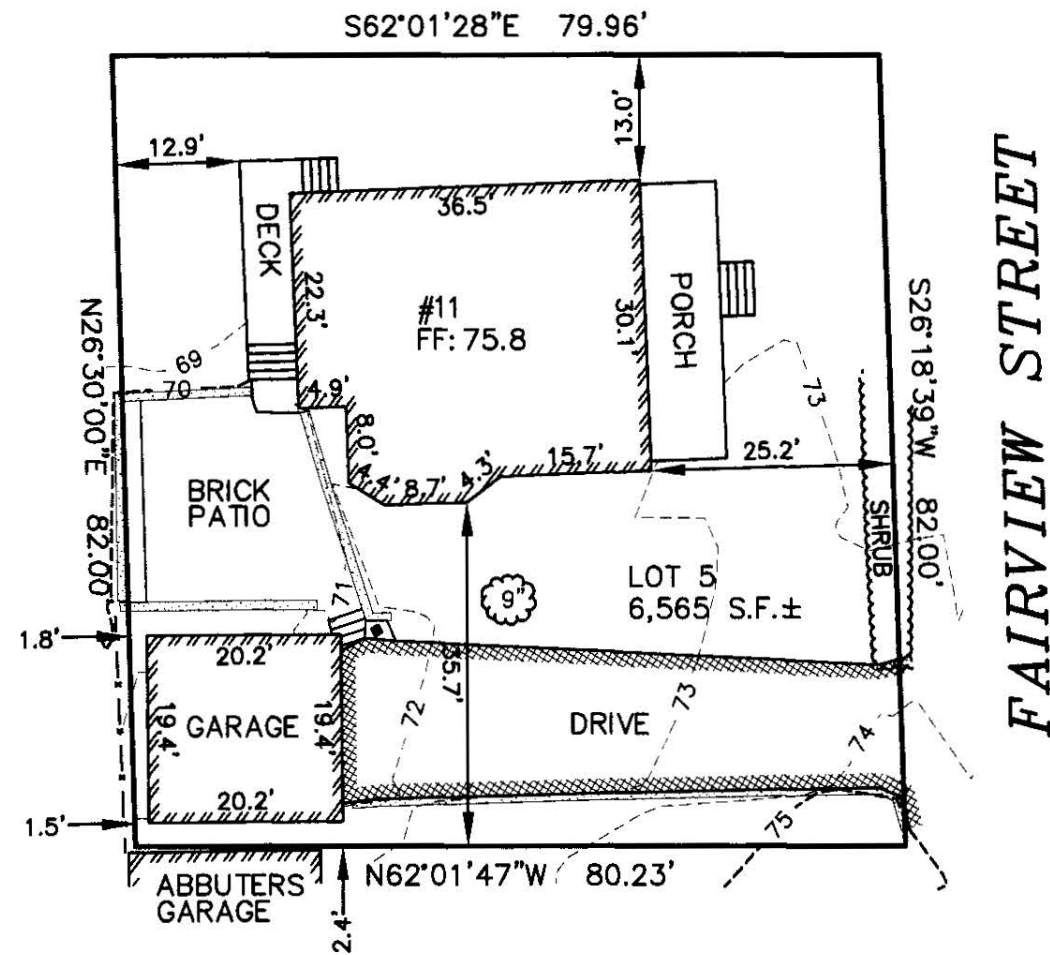 S62°01'28"E 79.96'
13.0'
12.9'
DECK
36.5'
22.3'
#11
FF: 75.8
30.1'
PORCH
FAIRVIEW STREET
N26°30'00"E 82.00'
S26°18'39"W 82.00'
69
70
73
4.9'
8.0'
4.4'
8.7'
4.3'
15.7'
25.2'
BRICK
PATIO
SHRUB
71
9"
LOT 5
6,565 S.F.±
1.8'
20.2'
35.7'
19.4'
GARAGE
19.4'
72
73
DRIVE
74
20.2'
1.5'
75
N62°01'47"W 80.23'
ABBUTERS
GARAGE
2.4'